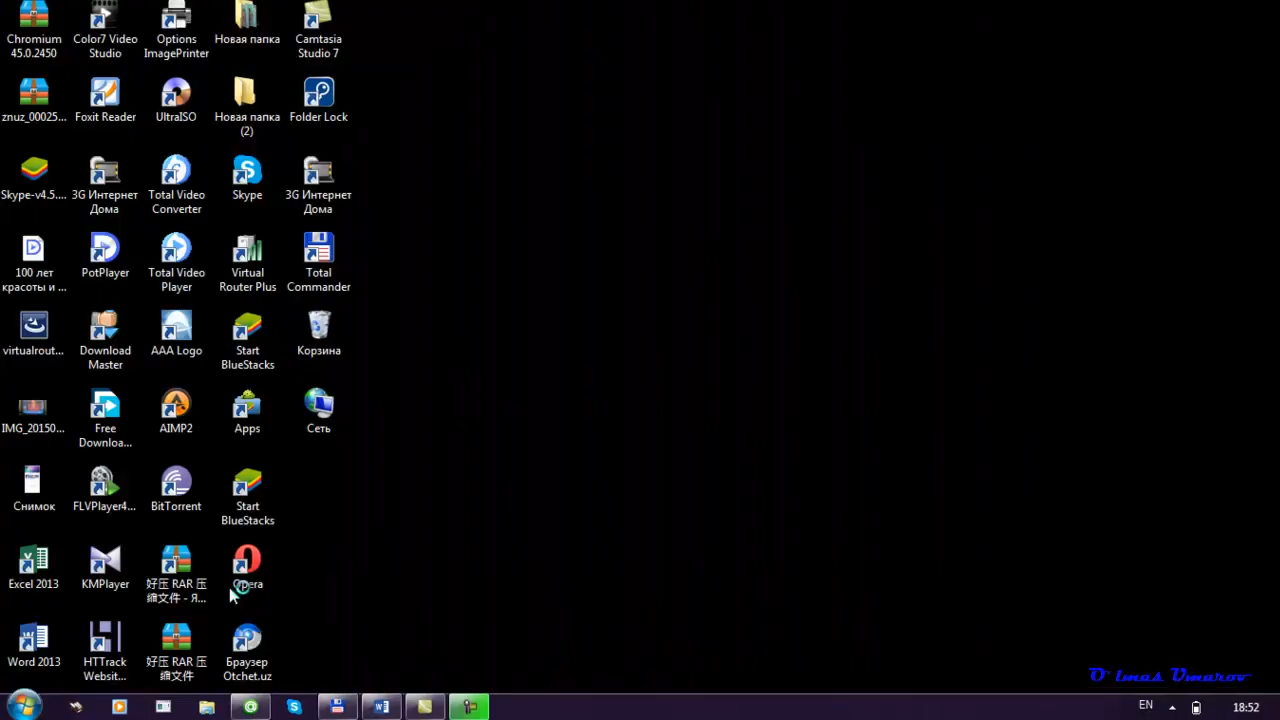 Chromium
45.0.2450
Color7 Video
Studio
Options
ImagePrinter
Новая папка
Camtasia
Studio 7
znuz_00025...
Foxit Reader
UltraISO
Новая папка
(2)
Folder Lock
Skype-v4.5....
3G Интернет
Дома
Total Video
Converter
Skype
3G Интернет
Дома
100 лет
красоты и ...
PotPlayer
Total Video
Player
Virtual
Router Plus
Total
Commander
virtualrout...
Download
Master
AAA Logo
Start
BlueStacks
Корзина
IMG_20150...
Free
Downloa...
AIMP2
Apps
Сеть
Снимок
FLVPlayer4...
BitTorrent
Start
BlueStacks
Excel 2013
KMPlayer
好压 RAR 压
缩文件 - Я...
Opera
Word 2013
HTTrack
Websit...
好压 RAR 压
缩文件
Браузер
Otchet.uz
O`lmas Umarov
EN
18:52